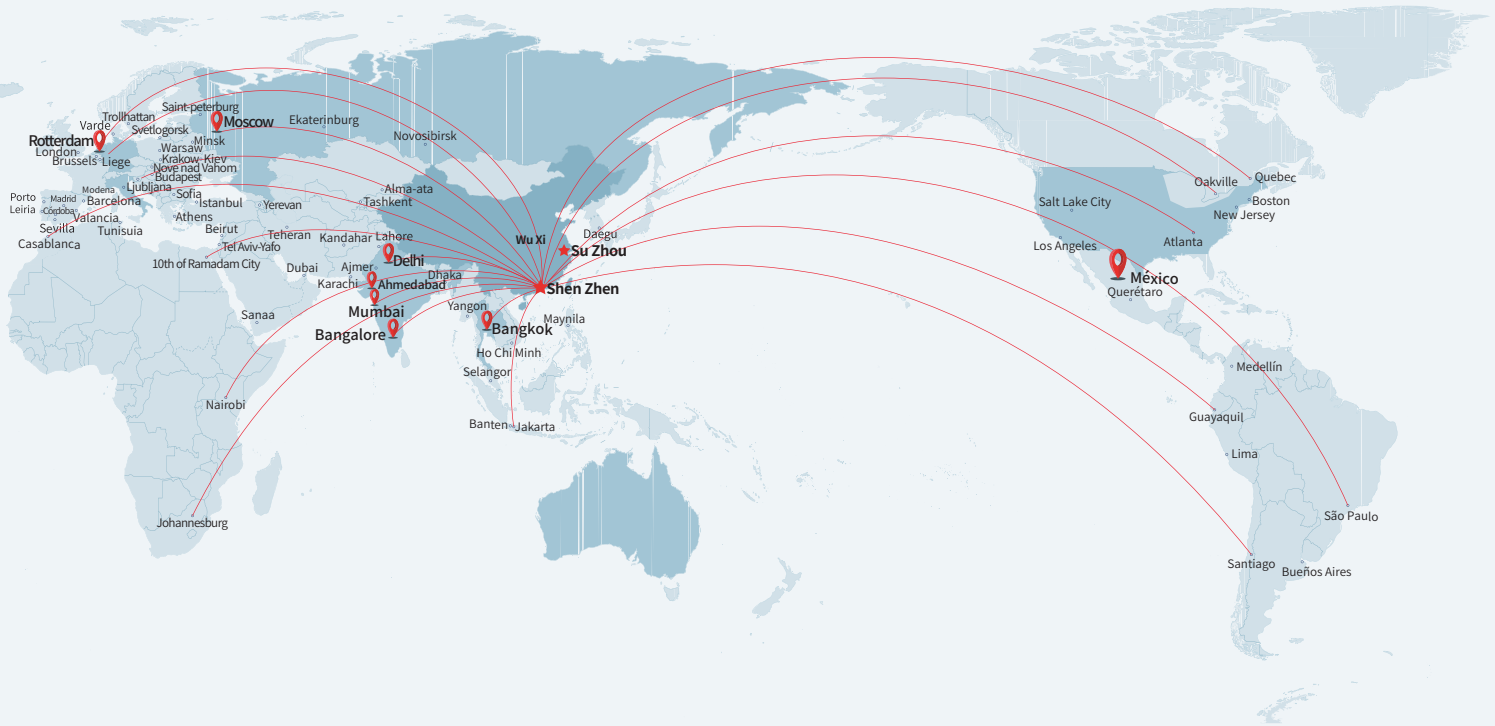 Saint-peterburg
Trollhattan
Moscow
Ekaterinburg
Varde
Svetlogorsk
Novosibirsk
Rotterdam
Minsk
London
Warsaw
Brussels
Liege
Krakow
Kiev
Nove nad Vahom
Budapest
Quebec
Oakville
Modena
Ljubljana
Alma-ata
Porto
Madrid
Barcelona
Sofia
Istanbul
Yerevan
Tashkent
Salt Lake City
Boston
Leiria
Córdoba
Valancia
Athens
New Jersey
Sevilla
Tunisuia
Beirut
Teheran
Kandahar
Lahore
Wu Xi
Daegu
Casablanca
Tel Aviv-Yafo
Su Zhou
Los Angeles
Atlanta
10th of Ramadam City
Dubai
Ajmer
Delhi
Dhaka
Karachi
Ahmedabad
Shen Zhen
México
Querétaro
Sanaa
Mumbai
Yangon
Maynila
Bangalore
Bangkok
Ho Chi Minh
Selangor
Medellín
Nairobi
Guayaquil
Banten
Jakarta
Lima
Johannesburg
São Paulo
Santiago
Bueños Aires